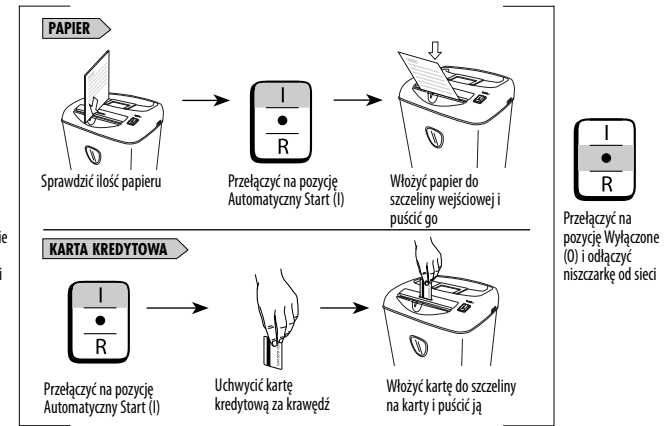 PAPIER
I
R
Sprawdzić ilość papieru
Przełączyć na pozycję
Automatyczny Start (I)
Włożyć papier do
szczeliny wejściowej i
puścić go
KARTA KREDYTOWA
I
R
Przełączyć na pozycję
Automatyczny Start (I)
Uchwycić kartę
kredytową za krawędź
Włożyć kartę do szczeliny
na karty i puścić ją
I
R
Przełączyć na
pozycję Wyłączone
(O) i odłączyć
niszczarkę od sieci